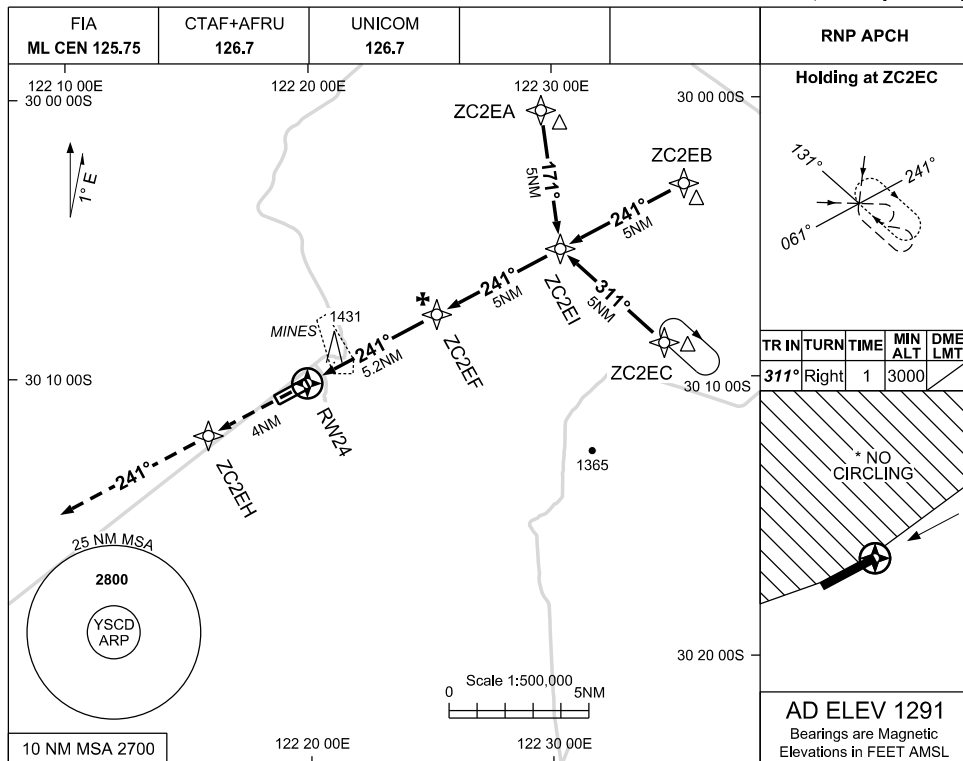 FIA
ML CEN 125.75
CTAF+AFRU
126.7
UNICOM
126.7
RNP APCH
122 10 00E
122 20 00E
122 30 00E
30 00 00S
30 00 00S
1° E
ZC2EA
171°
5NM
ZC2EB
241°
5NM
ZC2EI
241°
5NM
311°
5NM
ZC2EC
ZC2EF
MINES
1431
241°
5.2NM
30 10 00S
30 10 00S
RW24
4NM
ZC2EH
241°
1365
25 NM MSA
2800
YSCD
ARP
30 20 00S
Scale 1:500,000
0
5NM
10 NM MSA 2700
122 20 00E
122 30 00E
Holding at ZC2EC
131°
241°
061°
TR IN
TURN
TIME
MIN
ALT
DME
LMT
311°
Right
1
3000
* NO
CIRCLING
AD ELEV 1291
Bearings are Magnetic
Elevations in FEET AMSL